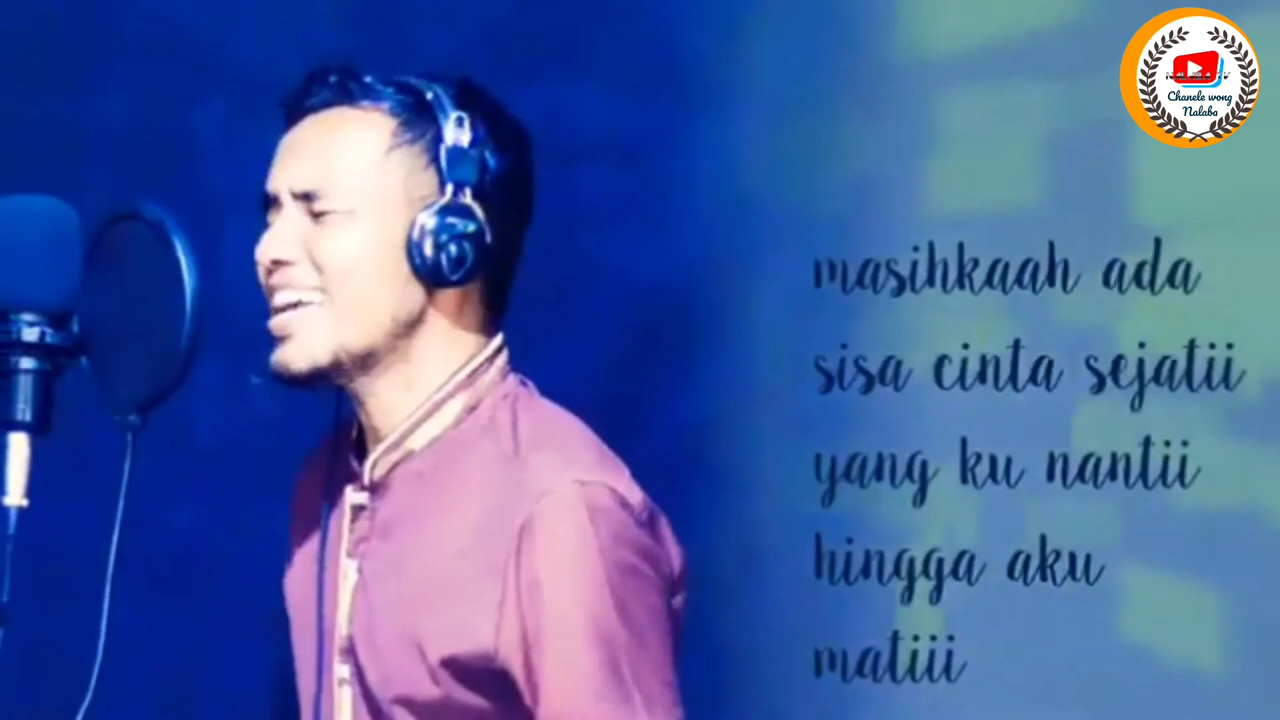 Chanele wong
Nalaba
masihkaah ada
sisa cinta sejatii
yang ku nantii
hingga aku
matiii